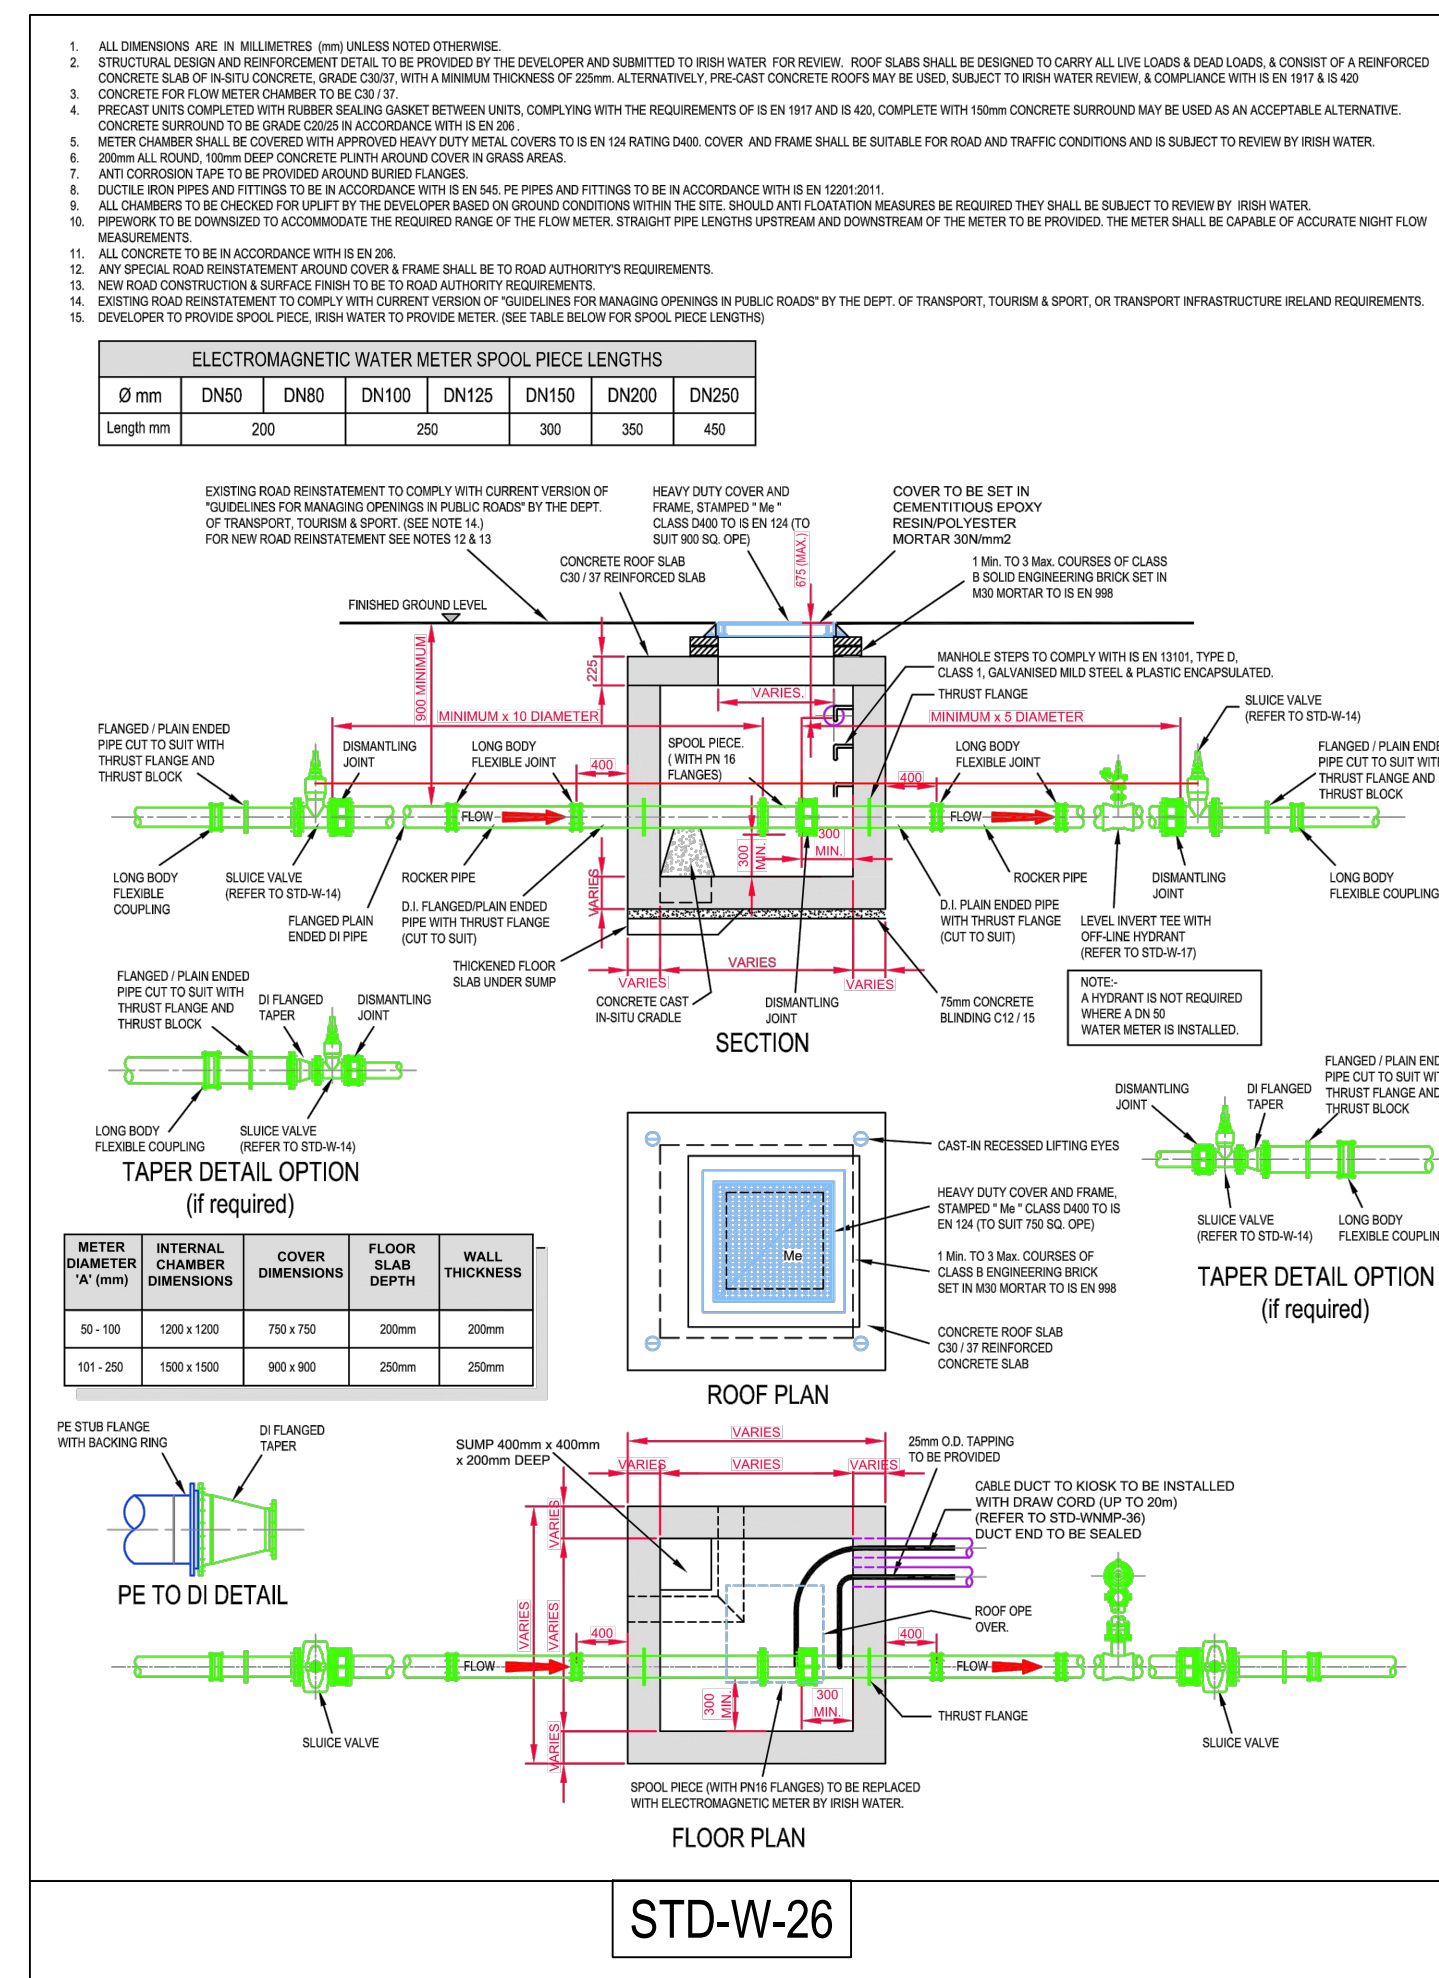 1. ALL DIMENSIONS ARE IN MILLIMETRES (mm) UNLESS NOTED OTHERWISE.
2. STRUCTURAL DESIGN AND REINFORCEMENT DETAIL TO BE PROVIDED BY THE DEVELOPER AND SUBMITTED TO IRISH WATER FOR REVIEW. ROOF SLABS SHALL BE DESIGNED TO CARRY ALL LIVE LOADS & DEAD LOADS, & CONSIST OF A REINFORCED
CONCRETE SLAB OF IN-SITU CONCRETE, GRADE C30/37, WITH A MINIMUM THICKNESS OF 225mm. ALTERNATIVELY, PRE-CAST CONCRETE ROOFS MAY BE USED, SUBJECT TO IRISH WATER REVIEW, & COMPLIANCE WITH IS EN 1917 & IS 420
3. CONCRETE FOR FLOW METER CHAMBER TO BE C30 / 37.
4. PRECAST UNITS COMPLETED WITH RUBBER SEALING GASKET BETWEEN UNITS, COMPLYING WITH THE REQUIREMENTS OF IS EN 1917 AND IS 420, COMPLETE WITH 150mm CONCRETE SURROUND MAY BE USED AS AN ACCEPTABLE ALTERNATIVE.
CONCRETE SURROUND TO BE GRADE C20/25 IN ACCORDANCE WITH IS EN 206 .
5. METER CHAMBER SHALL BE COVERED WITH APPROVED HEAVY DUTY METAL COVERS TO IS EN 124 RATING D400. COVER AND FRAME SHALL BE SUITABLE FOR ROAD AND TRAFFIC CONDITIONS AND IS SUBJECT TO REVIEW BY IRISH WATER.
6. 200mm ALL ROUND, 100mm DEEP CONCRETE PLINTH AROUND COVER IN GRASS AREAS.
7. ANTI CORROSION TAPE TO BE PROVIDED AROUND BURIED FLANGES.
8. DUCTILE IRON PIPES AND FITTINGS TO BE IN ACCORDANCE WITH IS EN 545. PE PIPES AND FITTINGS TO BE IN ACCORDANCE WITH IS EN 12201:2011.
9. ALL CHAMBERS TO BE CHECKED FOR UPLIFT BY THE DEVELOPER BASED ON GROUND CONDITIONS WITHIN THE SITE. SHOULD ANTI FLOATATION MEASURES BE REQUIRED THEY SHALL BE SUBJECT TO REVIEW BY IRISH WATER.
10. PIPEWORK TO BE DOWNSIZED TO ACCOMMODATE THE REQUIRED RANGE OF THE FLOW METER. STRAIGHT PIPE LENGTHS UPSTREAM AND DOWNSTREAM OF THE METER TO BE PROVIDED. THE METER SHALL BE CAPABLE OF ACCURATE NIGHT FLOW
MEASUREMENTS.
11. ALL CONCRETE TO BE IN ACCORDANCE WITH IS EN 206.
12. ANY SPECIAL ROAD REINSTATEMENT AROUND COVER & FRAME SHALL BE TO ROAD AUTHORITY'S REQUIREMENTS.
13. NEW ROAD CONSTRUCTION & SURFACE FINISH TO BE TO ROAD AUTHORITY REQUIREMENTS.
14. EXISTING ROAD REINSTATEMENT TO COMPLY WITH CURRENT VERSION OF "GUIDELINES FOR MANAGING OPENINGS IN PUBLIC ROADS" BY THE DEPT. OF TRANSPORT, TOURISM & SPORT, OR TRANSPORT INFRASTRUCTURE IRELAND REQUIREMENTS.
15. DEVELOPER TO PROVIDE SPOOL PIECE, IRISH WATER TO PROVIDE METER. (SEE TABLE BELOW FOR SPOOL PIECE LENGTHS)
ELECTROMAGNETIC WATER METER SPOOL PIECE LENGTHS
Ø mm DN50 DN80 DN100 DN125 DN150 DN200 DN250
Length mm 200 250 300 350 450
EXISTING ROAD REINSTATEMENT TO COMPLY WITH CURRENT VERSION OF
"GUIDELINES FOR MANAGING OPENINGS IN PUBLIC ROADS" BY THE DEPT.
OF TRANSPORT, TOURISM & SPORT. (SEE NOTE 14.)
FOR NEW ROAD REINSTATEMENT SEE NOTES 12 & 13
HEAVY DUTY COVER AND
FRAME, STAMPED " Me "
CLASS D400 TO IS EN 124 (TO
SUIT 900 SQ. OPE)
COVER TO BE SET IN
CEMENTITIOUS EPOXY
RESIN/POLYESTER
MORTAR 30N/mm2
675 (MAX.)
CONCRETE ROOF SLAB
C30 / 37 REINFORCED SLAB
1 Min. TO 3 Max. COURSES OF CLASS
B SOLID ENGINEERING BRICK SET IN
M30 MORTAR TO IS EN 998
FINISHED GROUND LEVEL
900 MINIMUM
225
MANHOLE STEPS TO COMPLY WITH IS EN 13101, TYPE D,
CLASS 1, GALVANISED MILD STEEL & PLASTIC ENCAPSULATED.
VARIES.
THRUST FLANGE
SLUICE VALVE
(REFER TO STD-W-14)
MINIMUM x 10 DIAMETER
MINIMUM x 5 DIAMETER
FLANGED / PLAIN ENDED
PIPE CUT TO SUIT WITH
THRUST FLANGE AND
THRUST BLOCK
DISMANTLING
JOINT
LONG BODY
FLEXIBLE JOINT
400
SPOOL PIECE.
( WITH PN 16
FLANGES)
400
LONG BODY
FLEXIBLE JOINT
FLANGED / PLAIN ENDE
PIPE CUT TO SUIT WIT
THRUST FLANGE AND
THRUST BLOCK
FLOW
FLOW
300
MIN.
300
MIN.
LONG BODY
FLEXIBLE
COUPLING
SLUICE VALVE
(REFER TO STD-W-14)
FLANGED PLAIN
ENDED DI PIPE
ROCKER PIPE
D.I. FLANGED/PLAIN ENDED
PIPE WITH THRUST FLANGE
(CUT TO SUIT)
VARIES
ROCKER PIPE
D.I. PLAIN ENDED PIPE
WITH THRUST FLANGE
(CUT TO SUIT)
DISMANTLING
JOINT
LEVEL INVERT TEE WITH
OFF-LINE HYDRANT
(REFER TO STD-W-17)
LONG BODY
FLEXIBLE COUPLING
THICKENED FLOOR
SLAB UNDER SUMP
VARIES
VARIES
VARIES
CONCRETE CAST
IN-SITU CRADLE
DISMANTLING
JOINT
75mm CONCRETE
BLINDING C12 / 15
NOTE:-
A HYDRANT IS NOT REQUIRED
WHERE A DN 50
WATER METER IS INSTALLED.
SECTION
FLANGED / PLAIN ENDED
PIPE CUT TO SUIT WITH
THRUST FLANGE AND
THRUST BLOCK
DI FLANGED
TAPER
DISMANTLING
JOINT
LONG BODY
FLEXIBLE COUPLING
SLUICE VALVE
(REFER TO STD-W-14)
TAPER DETAIL OPTION
(if required)
DISMANTLING
JOINT
DI FLANGED
TAPER
FLANGED / PLAIN END
PIPE CUT TO SUIT WI
THRUST FLANGE AND
THRUST BLOCK
SLUICE VALVE
(REFER TO STD-W-14)
LONG BODY
FLEXIBLE COUPLIN
TAPER DETAIL OPTION
(if required)
CAST-IN RECESSED LIFTING EYES
HEAVY DUTY COVER AND FRAME,
STAMPED " Me " CLASS D400 TO IS
EN 124 (TO SUIT 750 SQ. OPE)
Me
1 Min. TO 3 Max. COURSES OF
CLASS B ENGINEERING BRICK
SET IN M30 MORTAR TO IS EN 998
CONCRETE ROOF SLAB
C30 / 37 REINFORCED
CONCRETE SLAB
ROOF PLAN
METER DIAMETER 'A' (mm) INTERNAL CHAMBER DIMENSIONS COVER DIMENSIONS FLOOR SLAB DEPTH WALL THICKNESS
50 - 100 1200 x 1200 750 x 750 200mm 200mm
101 - 250 1500 x 1500 900 x 900 250mm 250mm
PE STUB FLANGE
WITH BACKING RING
DI FLANGED
TAPER
PE TO DI DETAIL
SUMP 400mm x 400mm
x 200mm DEEP
VARIES
VARIES
VARIES
VARIES
25mm O.D. TAPPING
TO BE PROVIDED
CABLE DUCT TO KIOSK TO BE INSTALLED
WITH DRAW CORD (UP TO 20m)
(REFER TO STD-WNMP-36)
DUCT END TO BE SEALED
VARIES
VARIES
VARIES
VARIES
ROOF OPE
OVER.
400
400
FLOW
FLOW
300
MIN.
300
MIN.
THRUST FLANGE
SLUICE VALVE
SLUICE VALVE
SPOOL PIECE (WITH PN16 FLANGES) TO BE REPLACED
WITH ELECTROMAGNETIC METER BY IRISH WATER.
FLOOR PLAN
STD-W-26